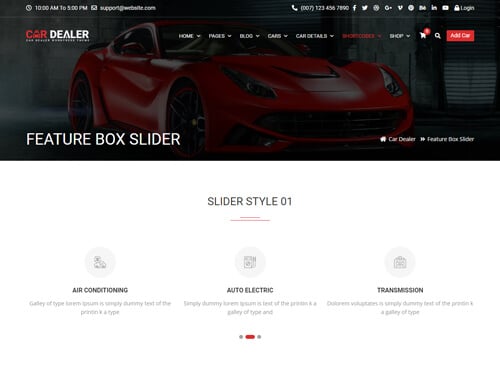 10:00 AM To 5:00 PM support@website.com (007) 123 456 7890 Login
CAR DEALER
CAR DEALER WORDPRESS THEME
HOME PAGES BLOG CARS CAR DETAILS SHORTCODES SHOP Add Car
FEATURE BOX SLIDER
Car Dealer » Feature Box Slider
SLIDER STYLE 01
AIR CONDITIONING
Galley of type lorem Ipsum is simply dummy text of the
printin k a type
AUTO ELECTRIC
Simply dummy lorem Ipsum is text of the printin k a
galley of type and
TRANSMISSION
Dolorem voluptates is simply dummy text of the printin k
a galley of type